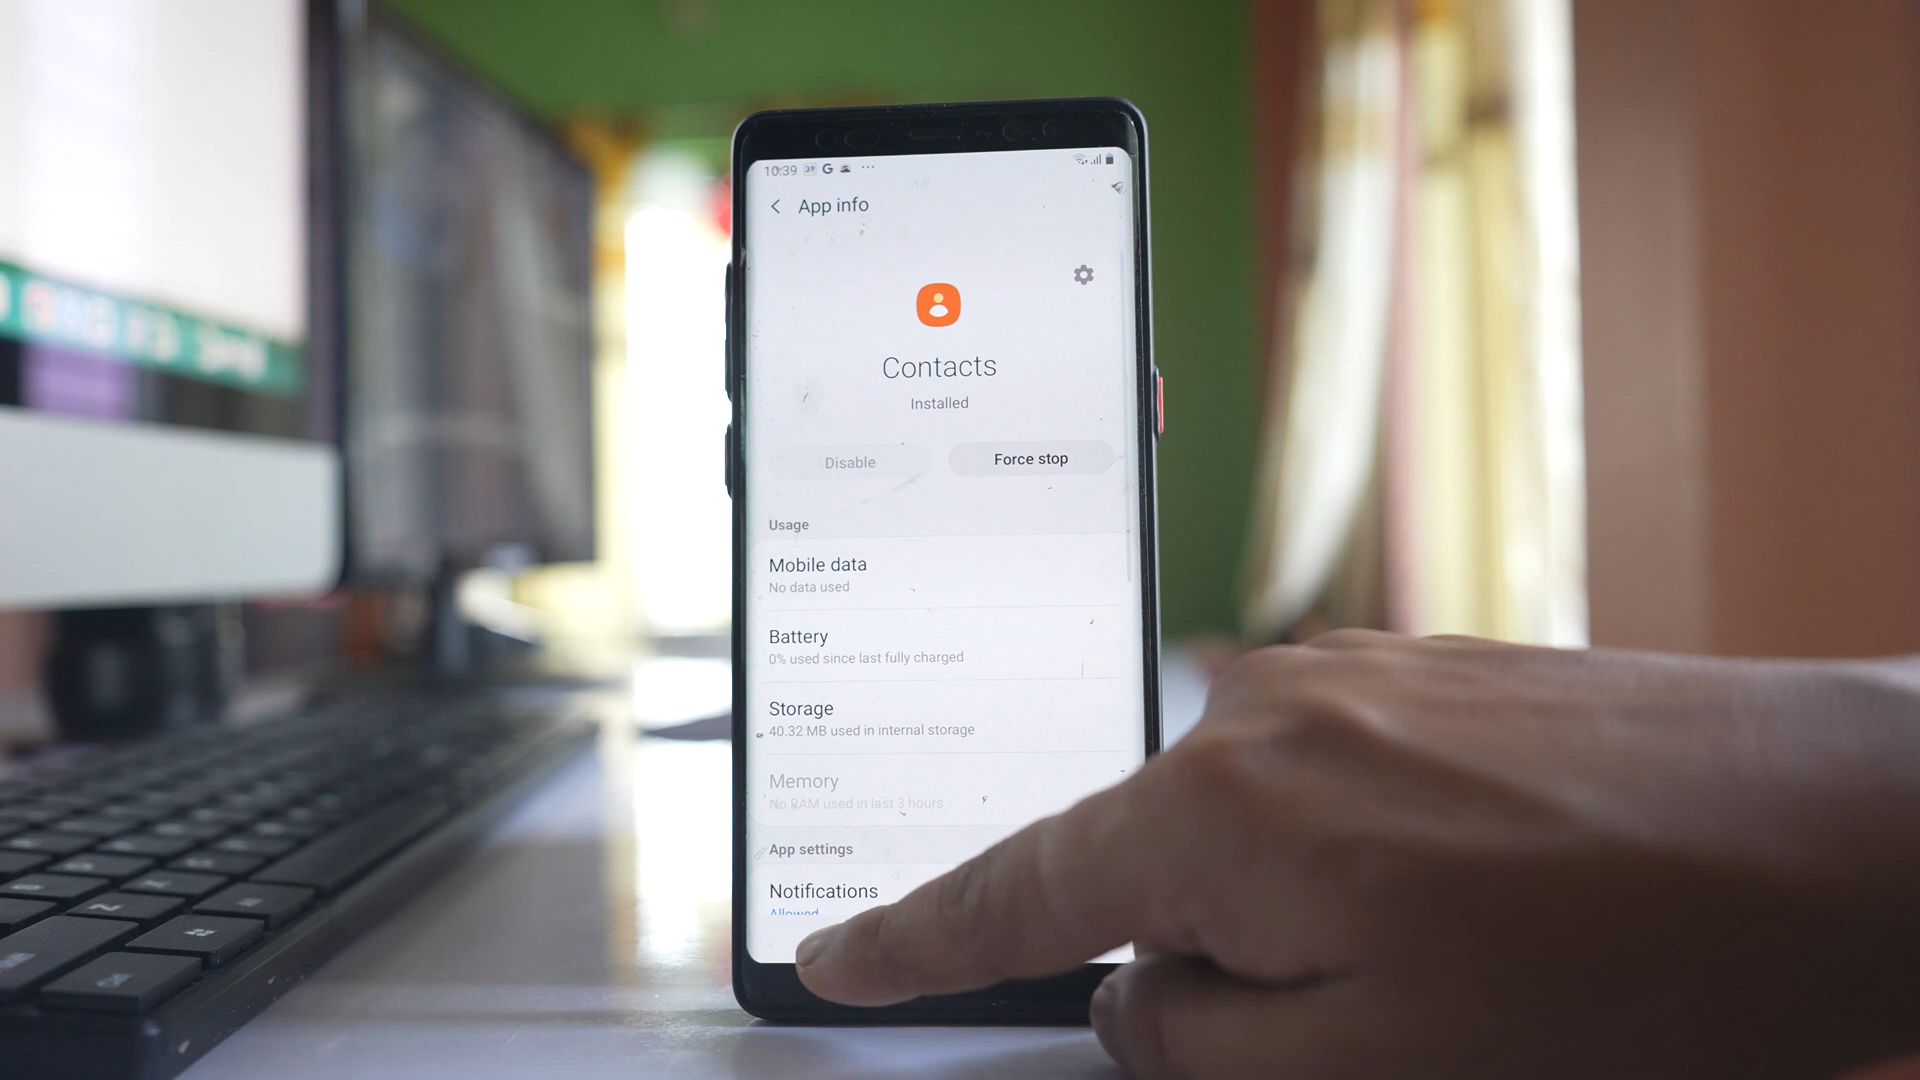 10:39 G ...
App info
Contacts
Installed
Disable
Force stop
Usage
Mobile data
No data used
Battery
0% used since last fully charged
Storage
40.32 MB used in internal storage
Memory
No RAM used in last 3 hours
App settings
Notifications
Allowed